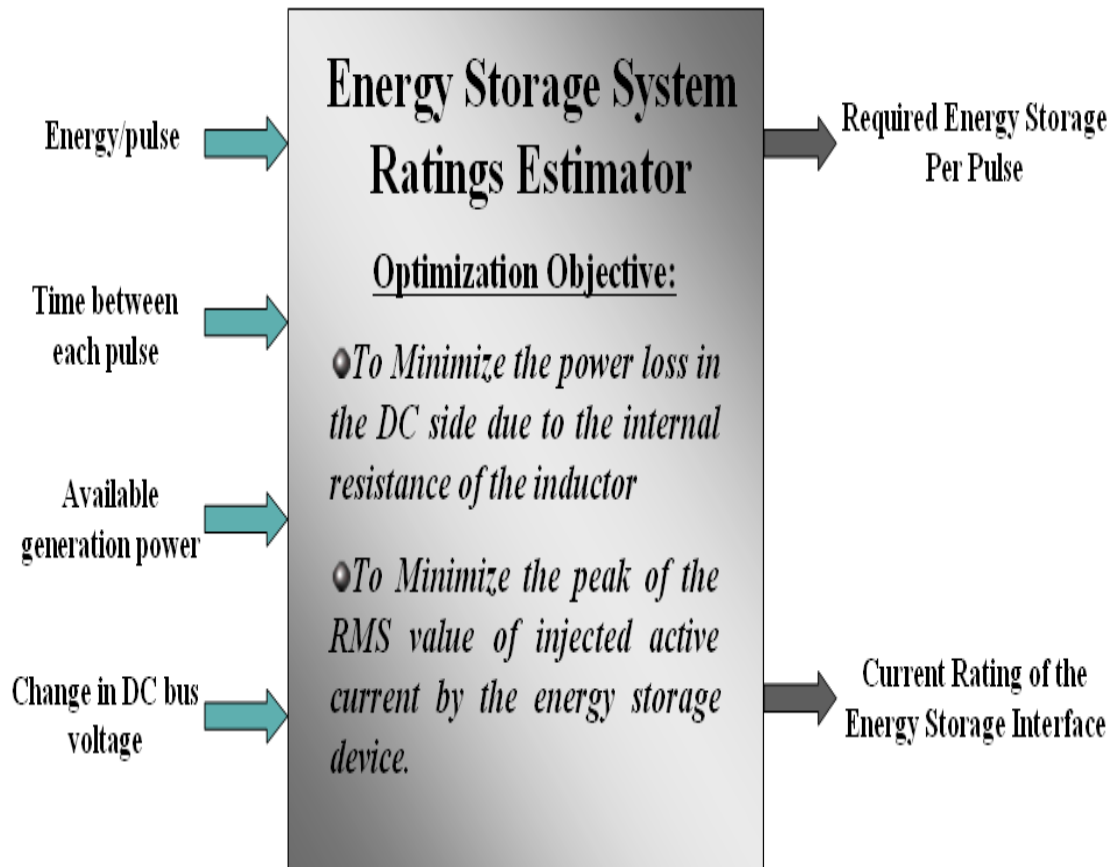 Energy Storage System
Ratings Estimator
Optimization Objective:
To Minimize the power loss in
the DC side due to the internal
resistance of the inductor
To Minimize the peak of the
RMS value of injected active
current by the energy storage
device.
Energy/pulse
Time between
each pulse
Available
generation power
Change in DC bus
voltage
Required Energy Storage
Per Pulse
Current Rating of the
Energy Storage Interface